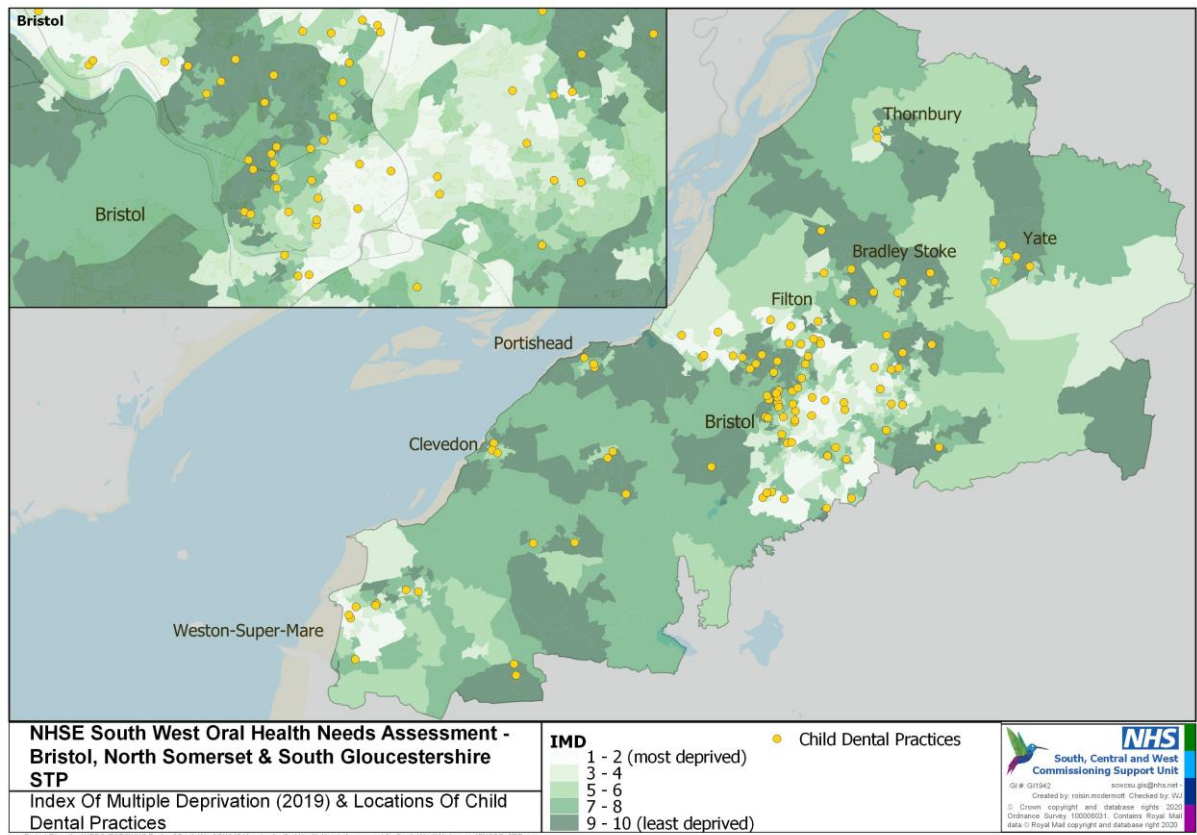 Bristol
Bristol
Thornbury
Bradley Stoke
Yate
Filton
Portishead
Bristol
Clevedon
Weston-Super-Mare
NHSE South West Oral Health Needs Assessment -
Bristol, North Somerset & South Gloucestershire
STP
Index Of Multiple Deprivation (2019) & Locations Of Child
Dental Practices
IMD
1 - 2 (most deprived)
3 - 4
5 - 6
7 - 8
9 - 10 (least deprived)
Child Dental Practices
NHS
South, Central and West
Commissioning Support Unit
GI #: GI1942
scwcsu.gis@nhs.net -
Created by: roisin.mcdermott Checked by: WJ
© Crown copyright and database rights 2020
Ordnance Survey 100006031. Contains Royal Mail
data © Royal Mail copyright and database right 2020